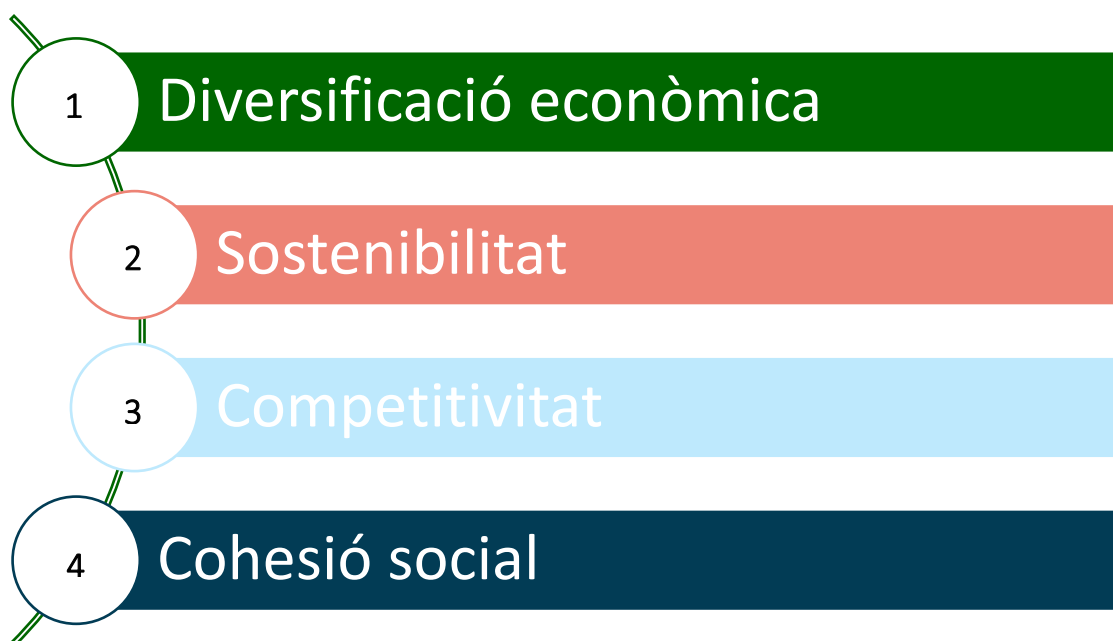 1 Diversificació econòmica
2 Sostenibilitat
3 Competitivitat
4 Cohesió social